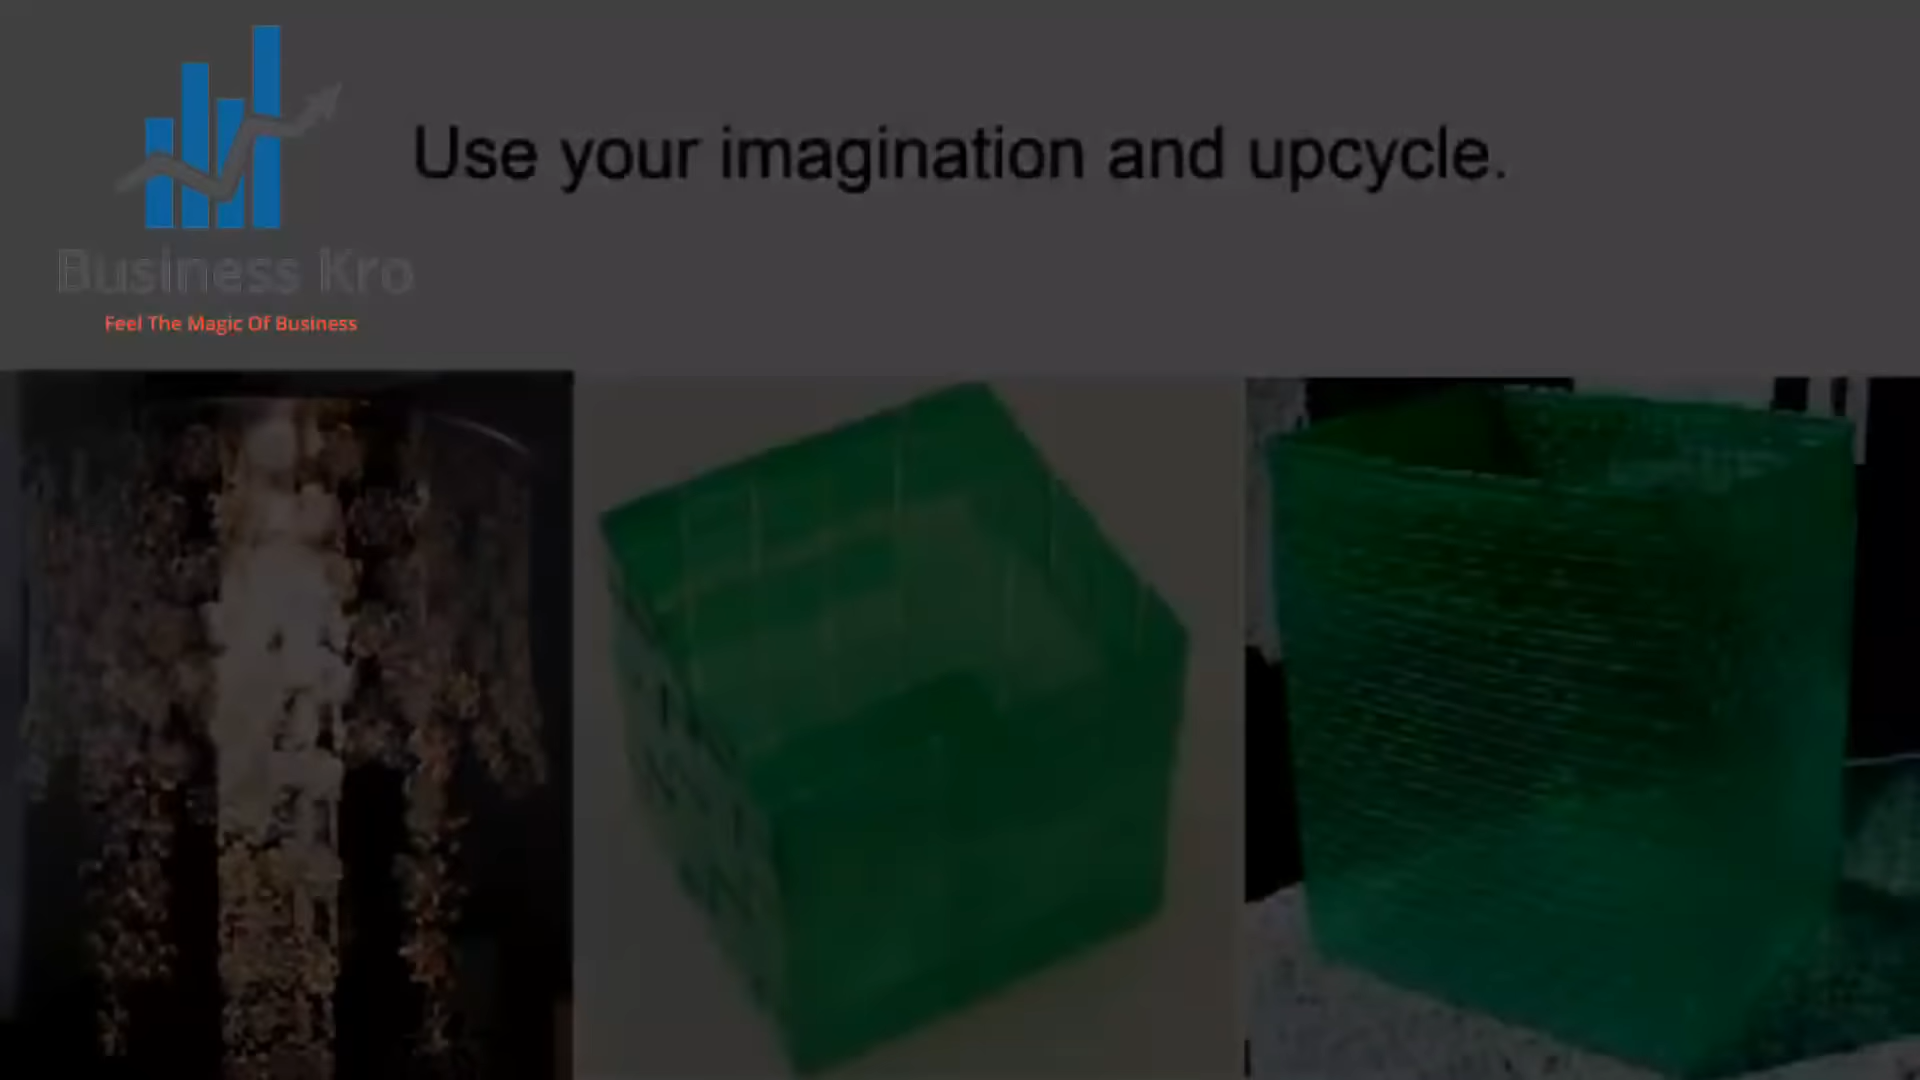 Use your imagination and upcycle.
Business Kro
Feel The Magic Of Business